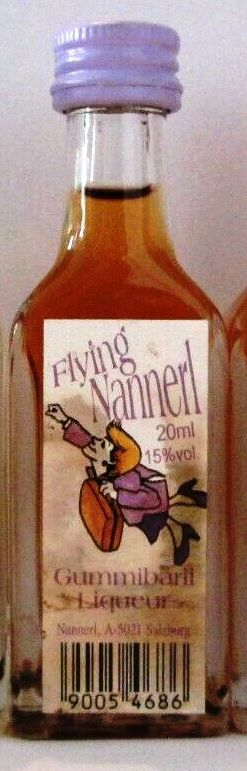 Flying
Nannerl
20ml
15%vol.
Gummibärli
Liqueur
Nannerl, A-5021 Salzburg
9005 4686